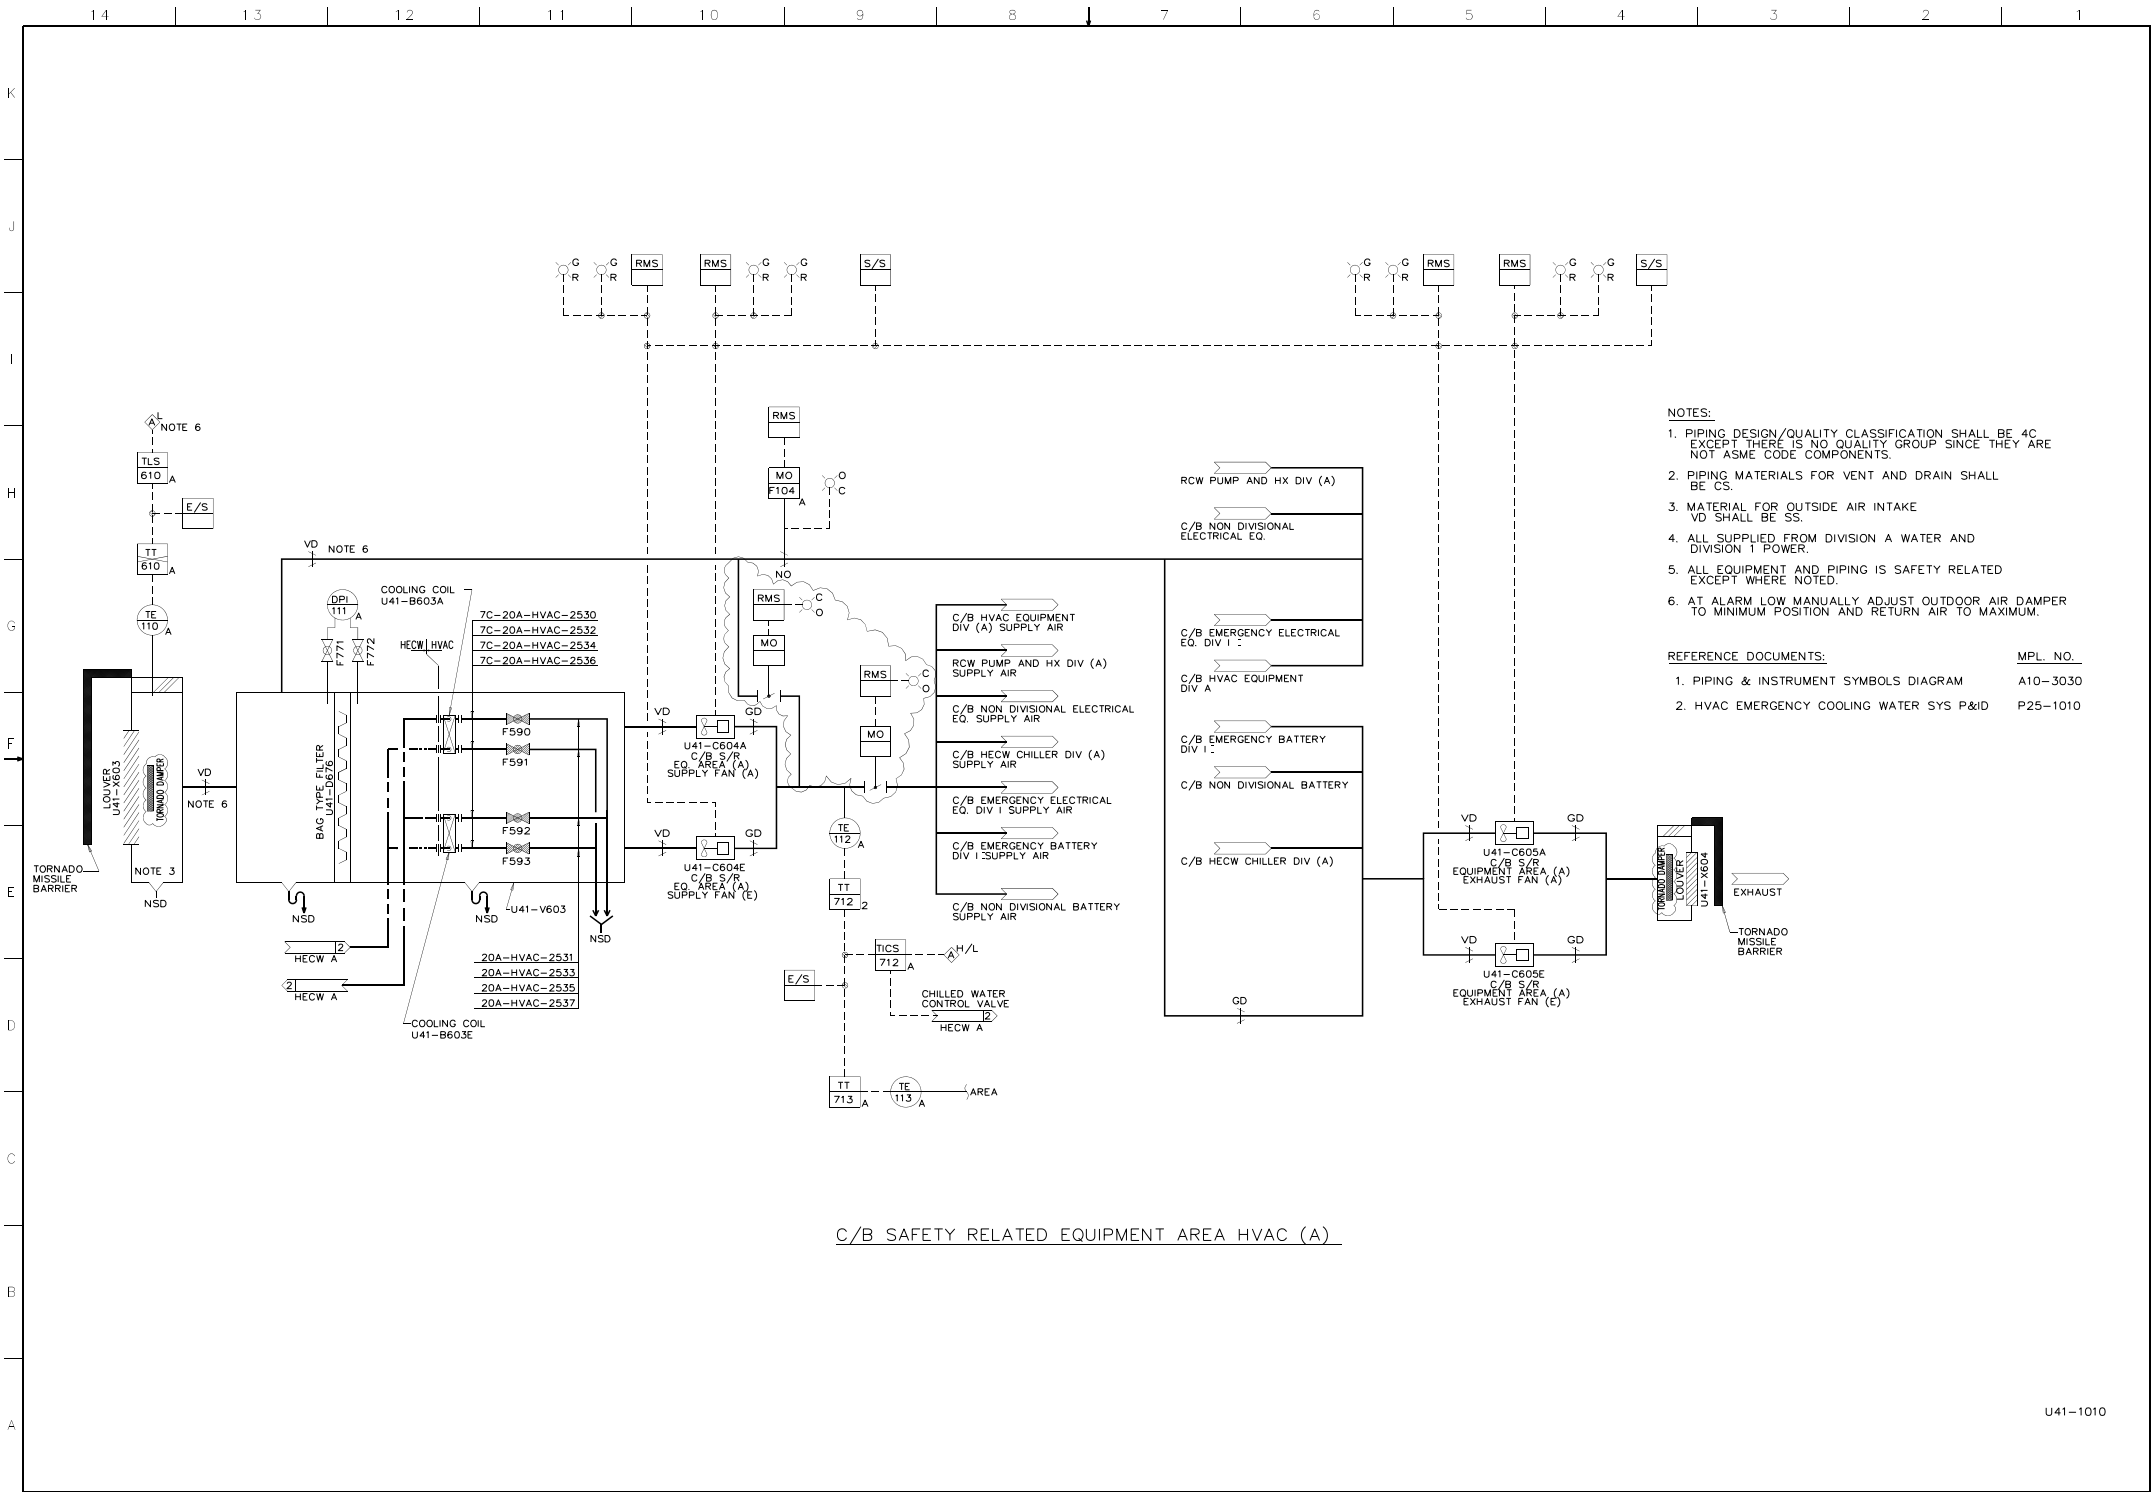 14 13 12 11 10 9 8 7 6 5 4 3 2 1
K
J
I
H
G
F
E
D
C
B
A
G
R
G
R
RMS
RMS
G
R
G
R
S/S
G
R
G
R
RMS
RMS
G
R
G
R
S/S
A
L
NOTE 6
TLS
610
A
E/S
TT
610
A
TE
110
A
LOUVER
U41-X603
TORNADO DAMPER
VD
NOTE 6
NOTE 3
NSD
TORNADO
MISSILE
BARRIER
VD
NOTE 6
DPI
111
A
F771
F772
COOLING COIL
U41-B603A
HECW HVAC
7C-20A-HVAC-2530
7C-20A-HVAC-2532
7C-20A-HVAC-2534
7C-20A-HVAC-2536
BAG TYPE FILTER
U41-D676
F590
F591
F592
F593
NSD
NSD
U41-V603
NSD
2
HECW A
2
HECW A
20A-HVAC-2531
20A-HVAC-2533
20A-HVAC-2535
20A-HVAC-2537
COOLING COIL
U41-B603E
VD
GD
U41-C604A
C/B S/R
EQ. AREA (A)
SUPPLY FAN (A)
VD
GD
U41-C604E
C/B S/R
EQ. AREA (A)
SUPPLY FAN (E)
RMS
MO
F104
A
O
C
NO
RMS
C
O
MO
RMS
C
O
MO
TE
112
A
TT
712
2
TICS
712
A
A
H/L
E/S
CHILLED WATER
CONTROL VALVE
2
HECW A
TT
713
A
TE
113
A
AREA
C/B HVAC EQUIPMENT
DIV (A) SUPPLY AIR
RCW PUMP AND HX DIV (A)
SUPPLY AIR
C/B NON DIVISIONAL ELECTRICAL
EQ. SUPPLY AIR
C/B HECW CHILLER DIV (A)
SUPPLY AIR
C/B EMERGENCY ELECTRICAL
EQ. DIV I SUPPLY AIR
C/B EMERGENCY BATTERY
DIV I SUPPLY AIR
C/B NON DIVISIONAL BATTERY
SUPPLY AIR
RCW PUMP AND HX DIV (A)
C/B NON DIVISIONAL
ELECTRICAL EQ.
C/B EMERGENCY ELECTRICAL
EQ. DIV I
C/B HVAC EQUIPMENT
DIV A
C/B EMERGENCY BATTERY
DIV I
C/B NON DIVISIONAL BATTERY
C/B HECW CHILLER DIV (A)
GD
VD
GD
U41-C605A
C/B S/R
EQUIPMENT AREA (A)
EXHAUST FAN (A)
VD
GD
U41-C605E
C/B S/R
EQUIPMENT AREA (A)
EXHAUST FAN (E)
TORNADO DAMPER
LOUVER
U41-X604
EXHAUST
TORNADO
MISSILE
BARRIER
NOTES:
1. PIPING DESIGN/QUALITY CLASSIFICATION SHALL BE 4C
EXCEPT THERE IS NO QUALITY GROUP SINCE THEY ARE
NOT ASME CODE COMPONENTS.
2. PIPING MATERIALS FOR VENT AND DRAIN SHALL
BE CS.
3. MATERIAL FOR OUTSIDE AIR INTAKE
VD SHALL BE SS.
4. ALL SUPPLIED FROM DIVISION A WATER AND
DIVISION 1 POWER.
5. ALL EQUIPMENT AND PIPING IS SAFETY RELATED
EXCEPT WHERE NOTED.
6. AT ALARM LOW MANUALLY ADJUST OUTDOOR AIR DAMPER
TO MINIMUM POSITION AND RETURN AIR TO MAXIMUM.
REFERENCE DOCUMENTS: MPL. NO.
1. PIPING & INSTRUMENT SYMBOLS DIAGRAM A10-3030
2. HVAC EMERGENCY COOLING WATER SYS P&ID P25-1010
C/B SAFETY RELATED EQUIPMENT AREA HVAC (A)
U41-1010